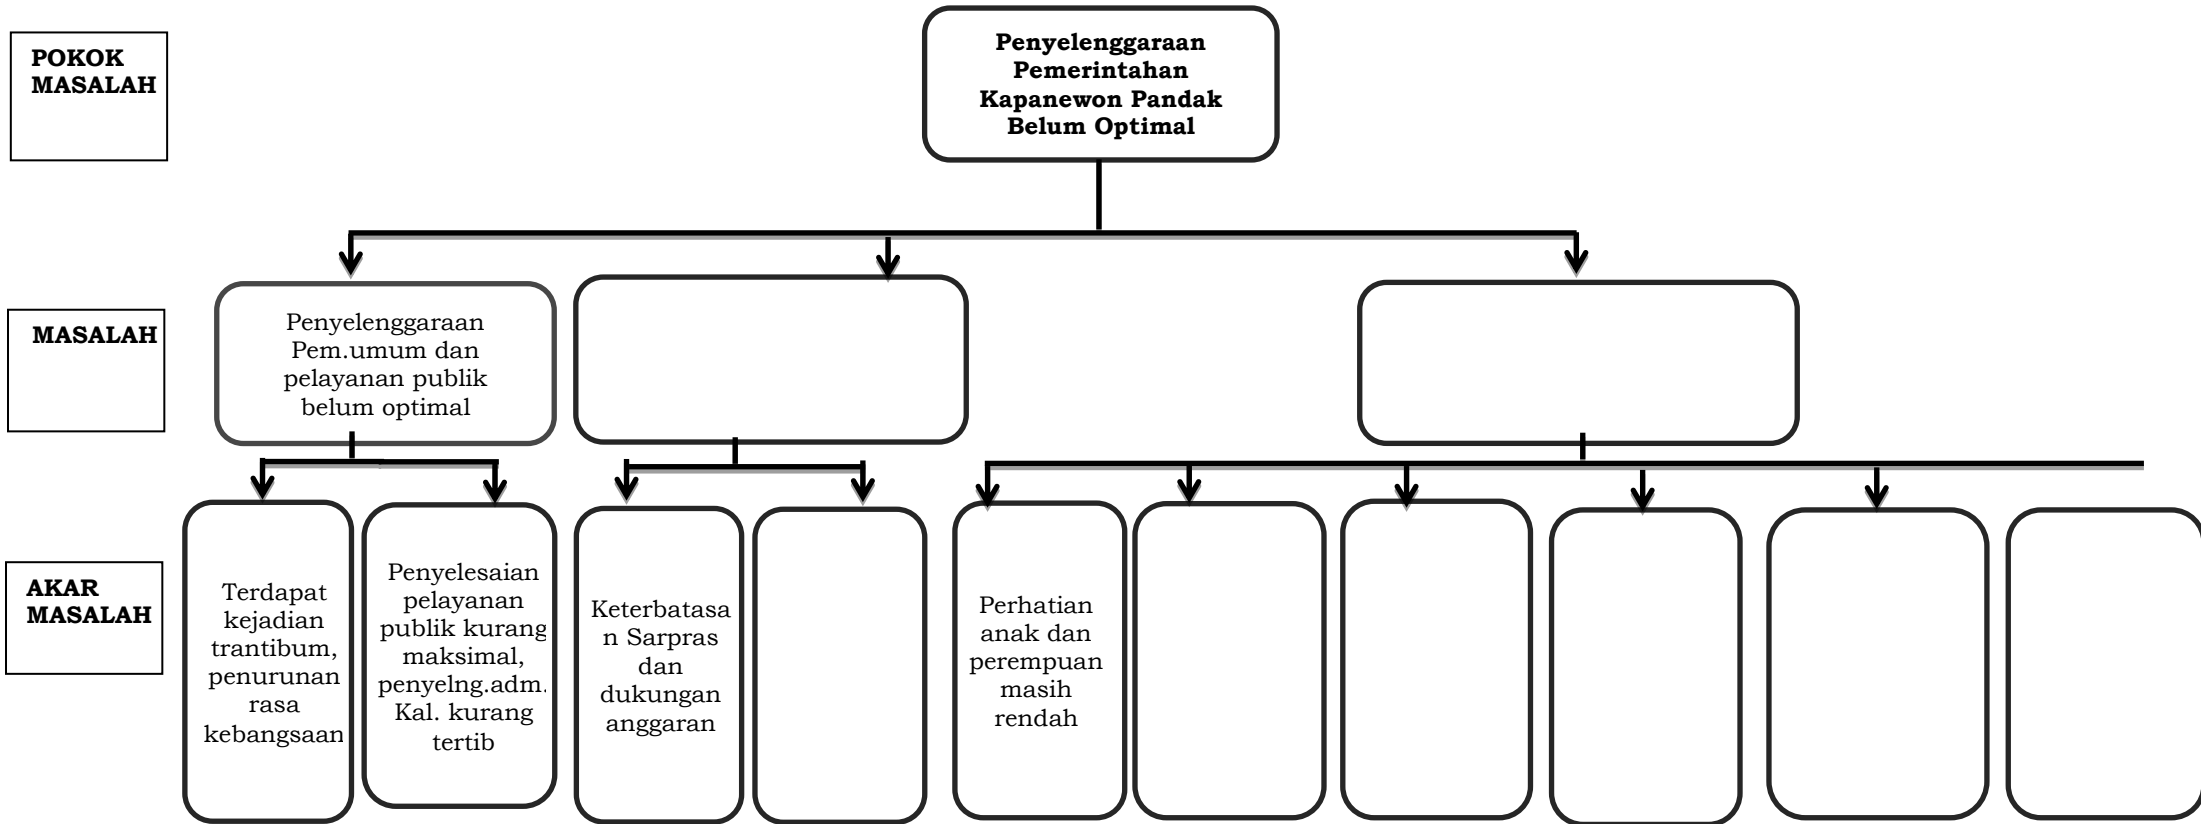 POKOK
MASALAH
Penyelenggaraan
Pemerintahan
Kapanewon Pandak
Belum Optimal
MASALAH
Penyelenggaraan
Pem.umum dan
pelayanan publik
belum optimal
AKAR
MASALAH
Terdapat
kejadian
trantibum,
penurunan
rasa
kebangsaan
Penyelesaian
pelayanan
publik kurang
maksimal,
penyelng.adm.
Kal. kurang
tertib
Keterbatasa
n Sarpras
dan
dukungan
anggaran
Perhatian
anak dan
perempuan
masih
rendah